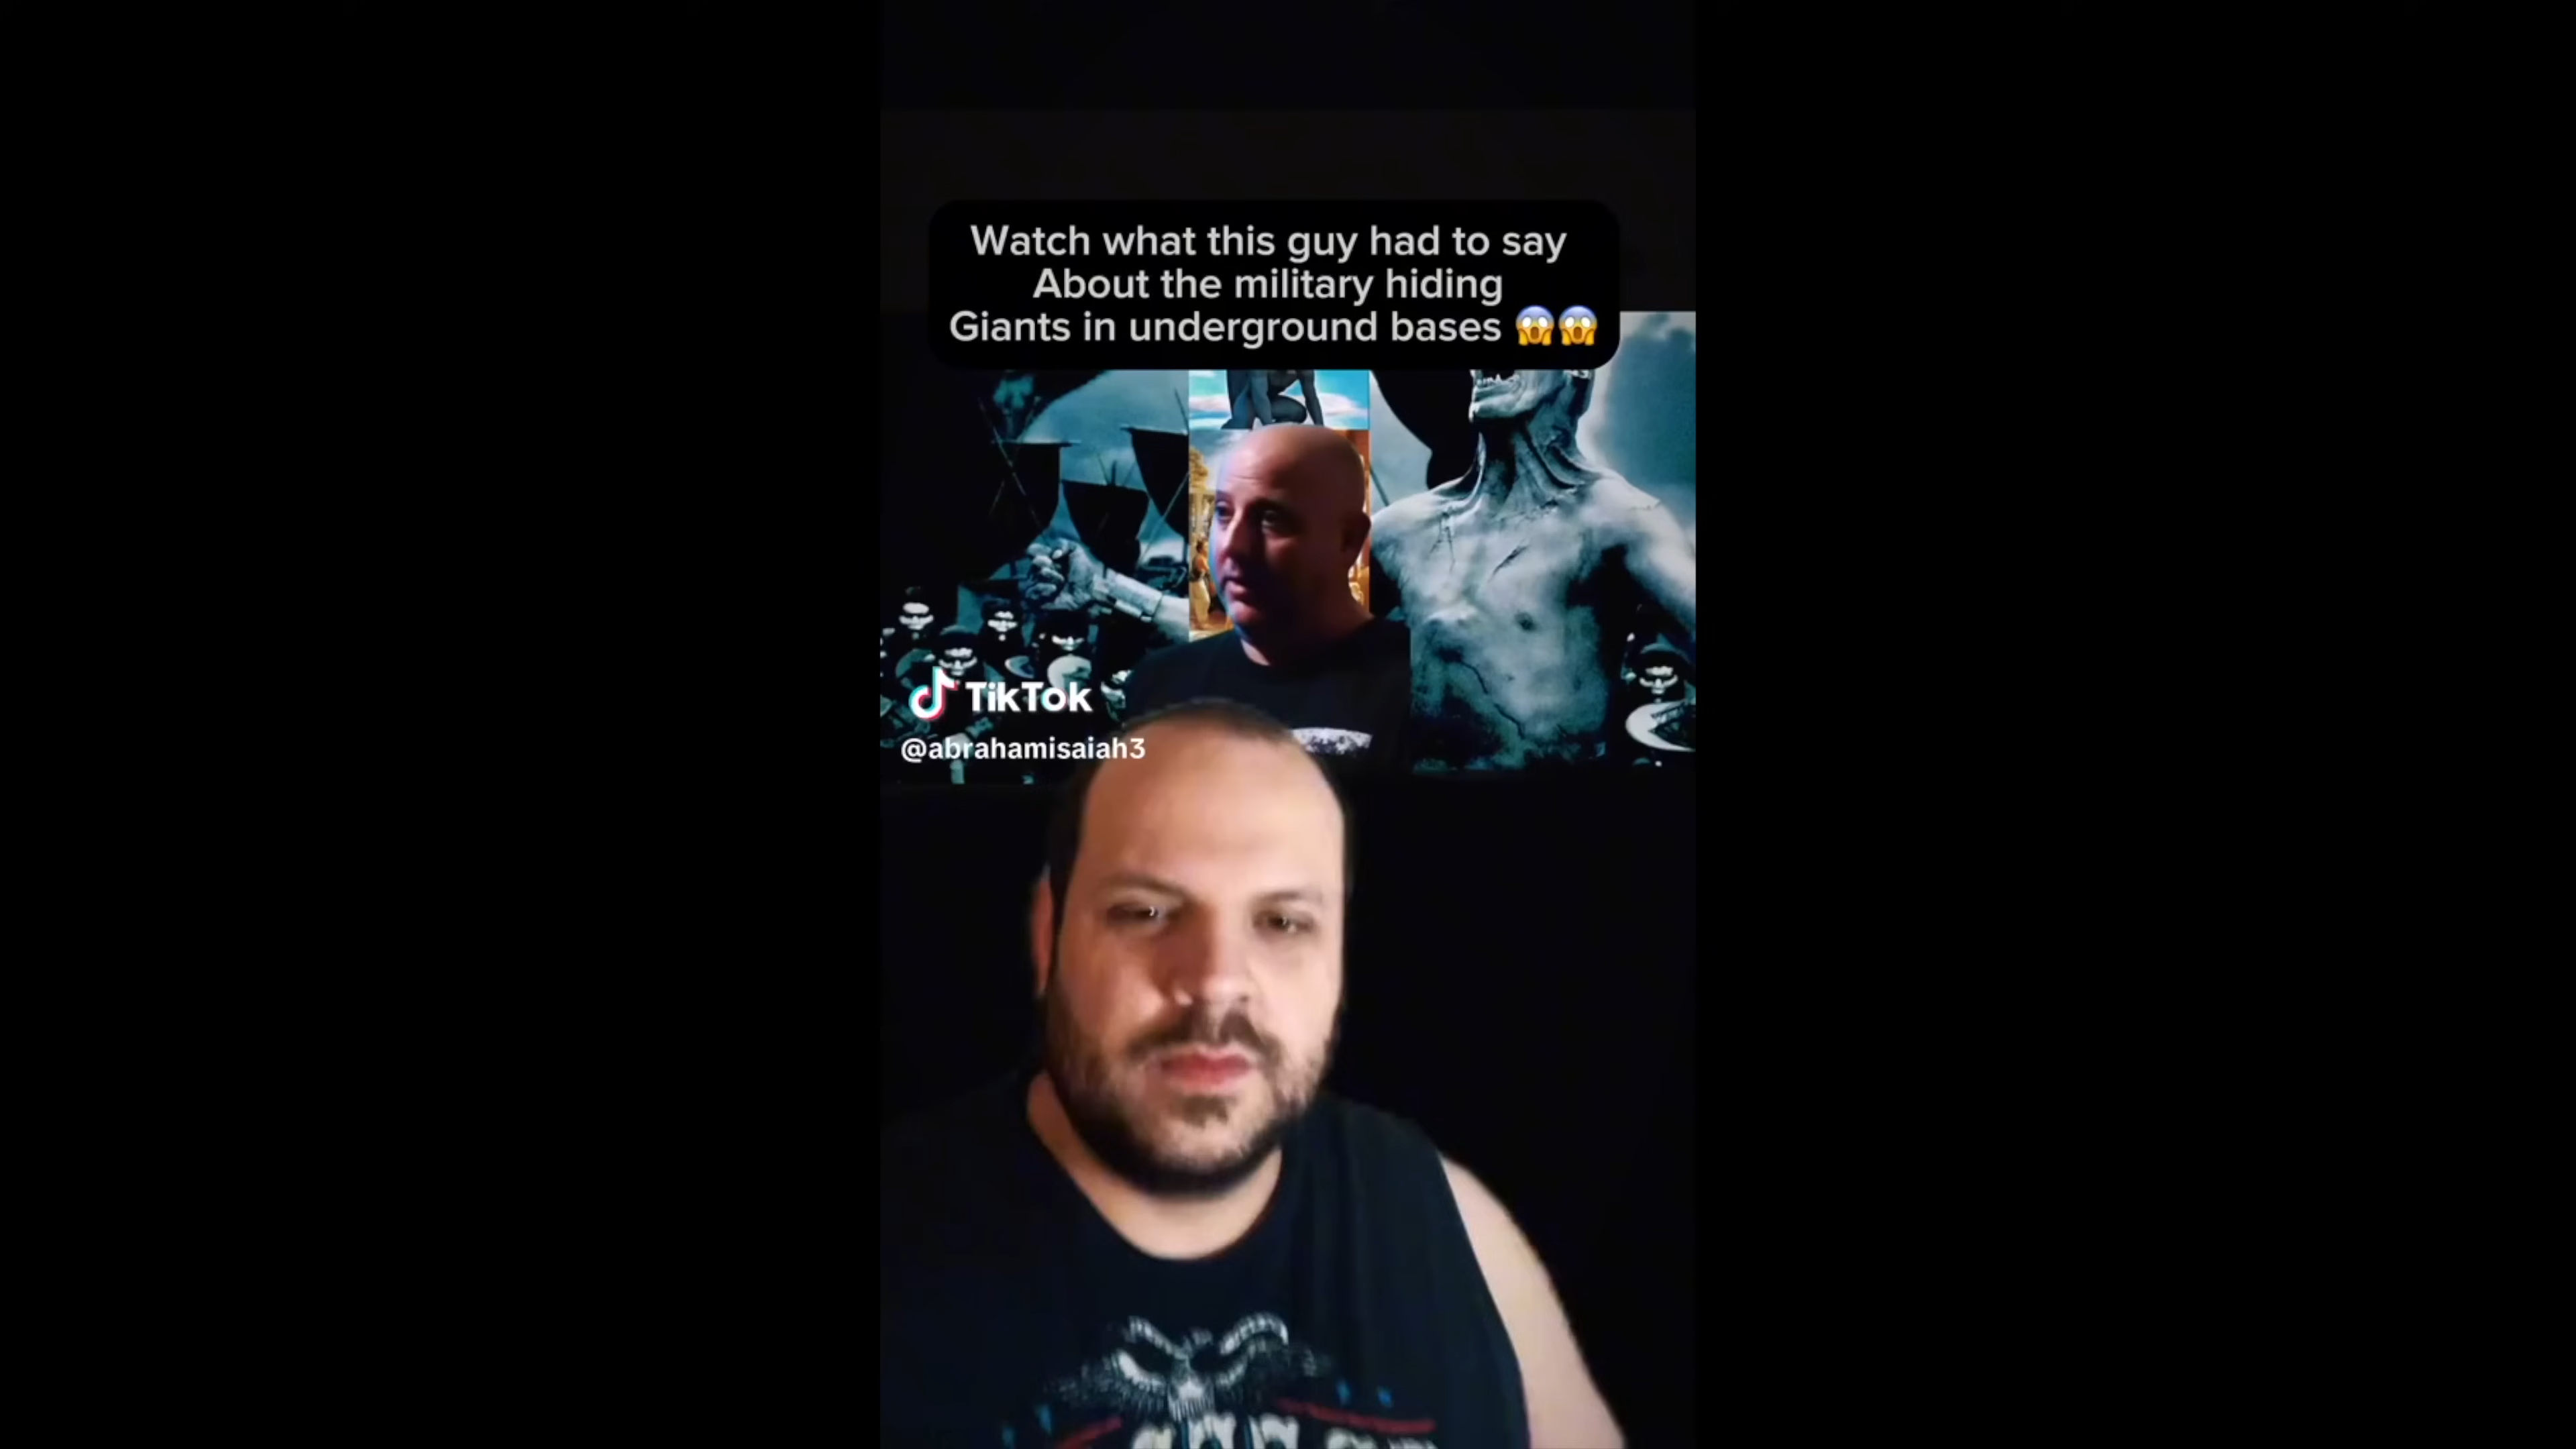 Watch what this guy had to say
About the military hiding
Giants in underground bases 😱😱
TikTok
@abrahamisaiah3